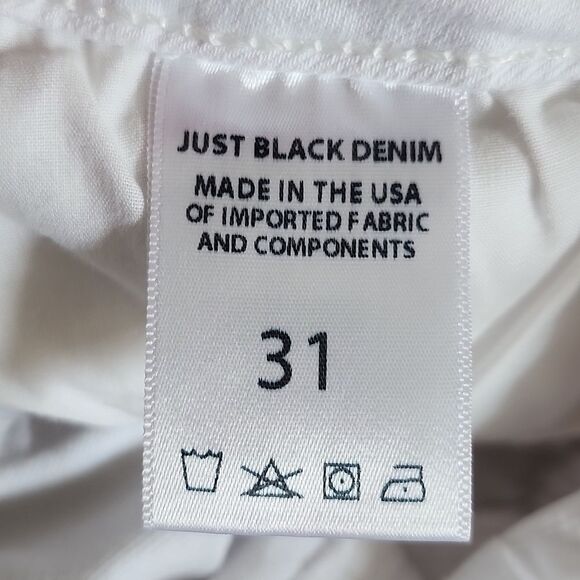 JUST BLACK DENIM
MADE IN THE USA
OF IMPORTED FABRIC
AND COMPONENTS
31